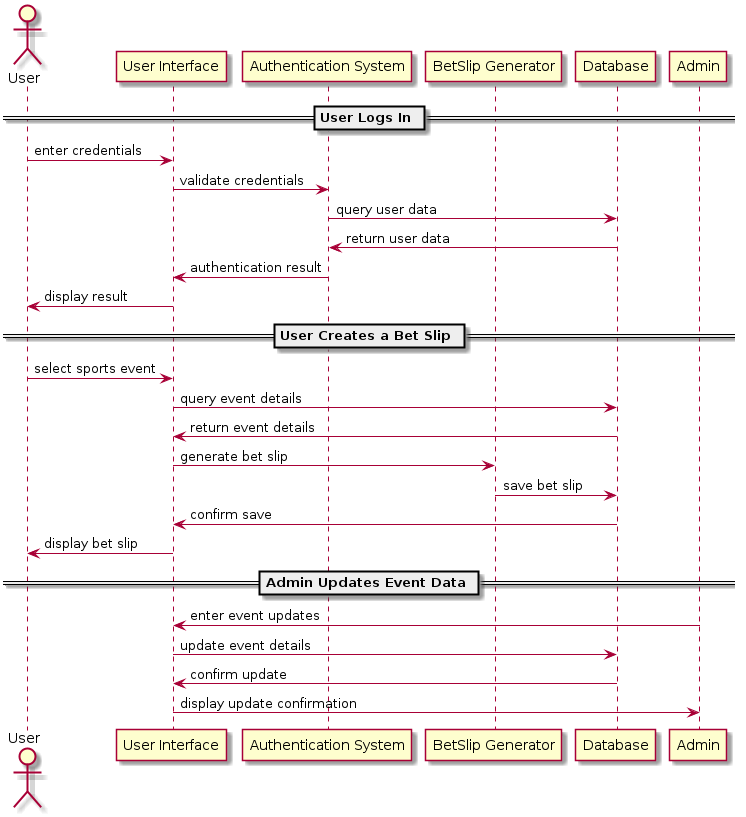 User
User Interface
Authentication System
BetSlip Generator
Database
Admin
User Logs In
enter credentials
validate credentials
query user data
return user data
authentication result
display result
User Creates a Bet Slip
select sports event
query event details
return event details
generate bet slip
save bet slip
confirm save
display bet slip
Admin Updates Event Data
enter event updates
update event details
confirm update
display update confirmation
User
User Interface
Authentication System
BetSlip Generator
Database
Admin